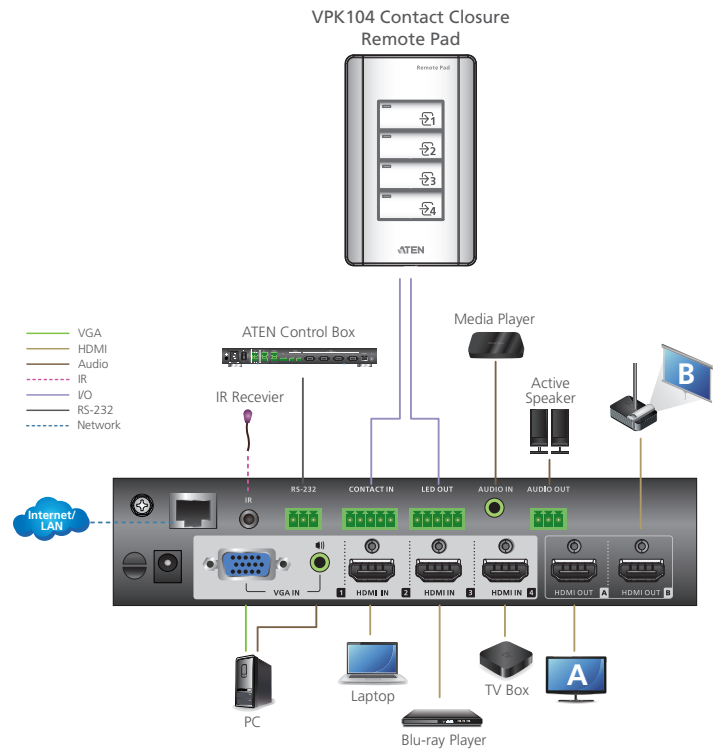 VPK104 Contact Closure
Remote Pad
Remote Pad
1
2
3
4
ATEN
VGA
HDMI
Audio
IR
I/O
RS-232
Network
ATEN Control Box
IR Recevier
Media Player
Active
Speaker
B
Internet/
LAN
IR
RS-232
CONTACT IN
LED OUT
AUDIO IN
AUDIO OUT
VGA IN
1
HDMI IN
2
HDMI IN
3
HDMI IN
4
HDMI OUT
A
HDMI OUT
B
PC
Laptop
Blu-ray Player
TV Box
A